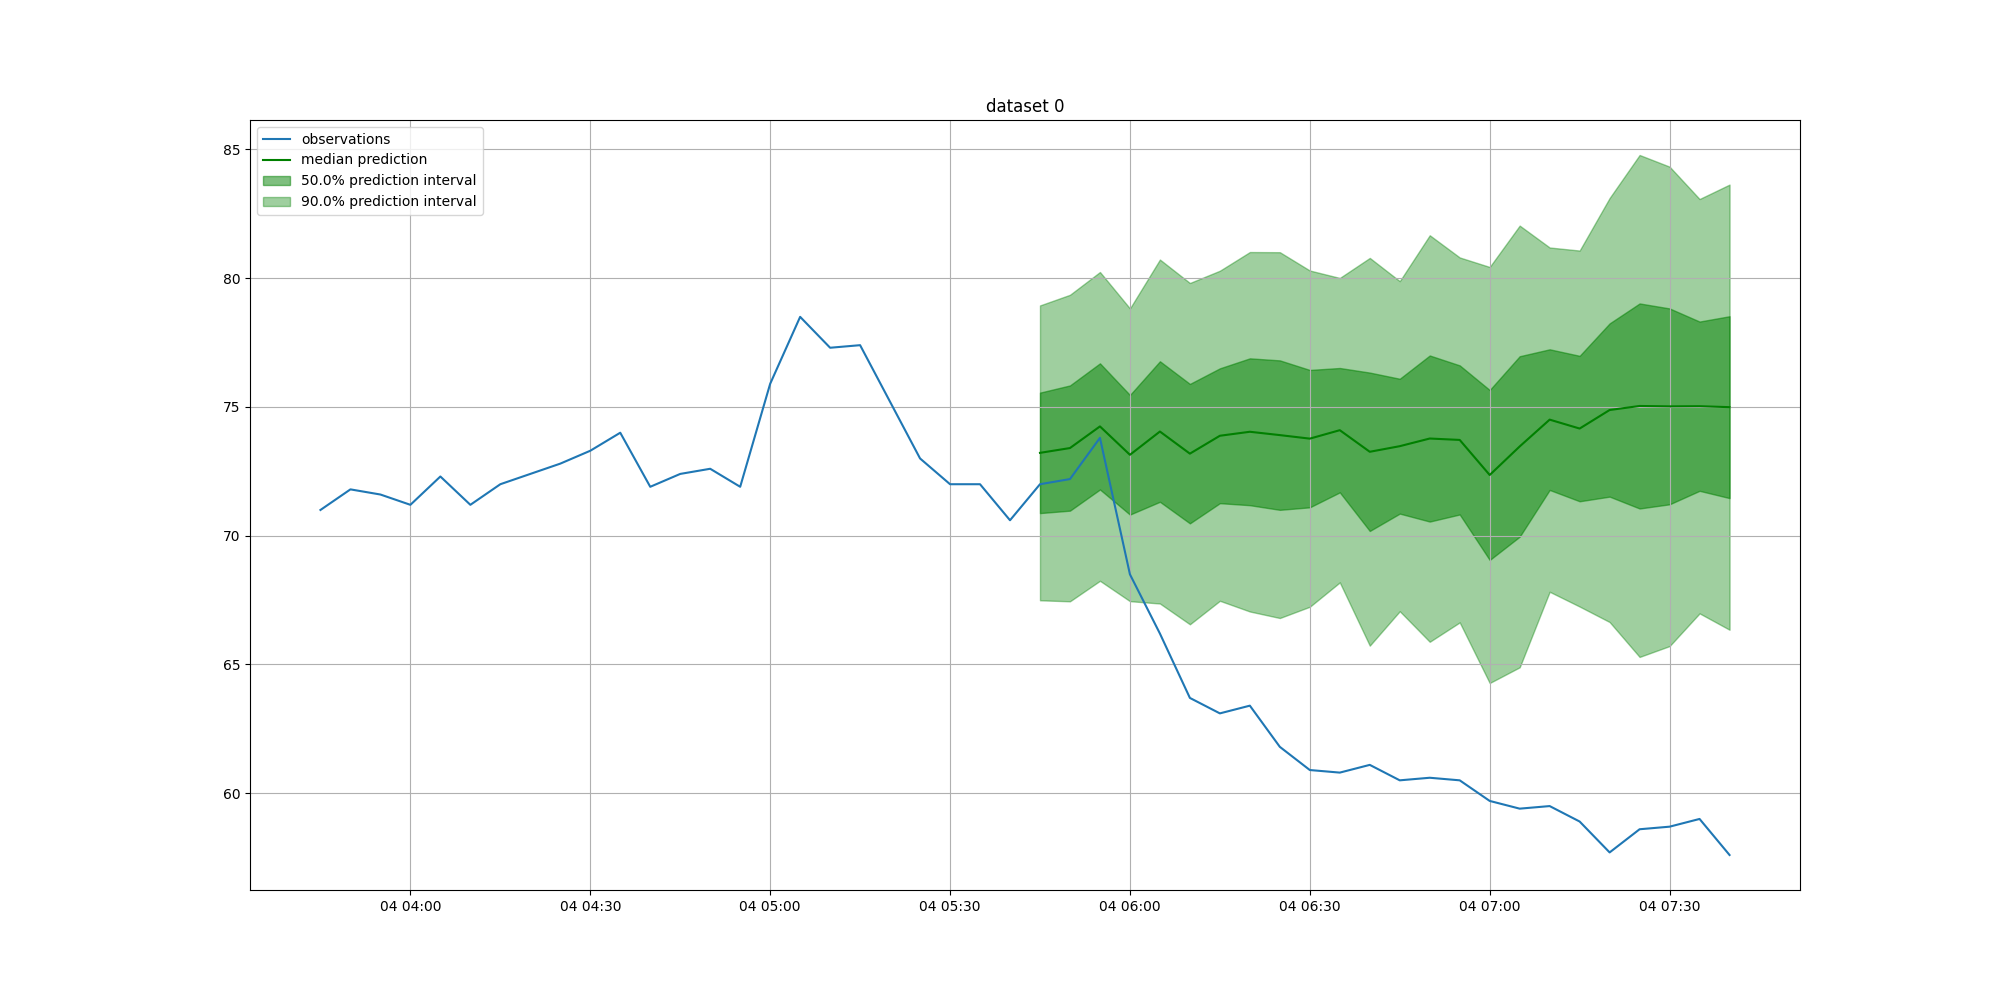 dataset 0
observations
median prediction
50.0% prediction interval
90.0% prediction interval
85
80
75
70
65
60
04 04:00
04 04:30
04 05:00
04 05:30
04 06:00
04 06:30
04 07:00
04 07:30